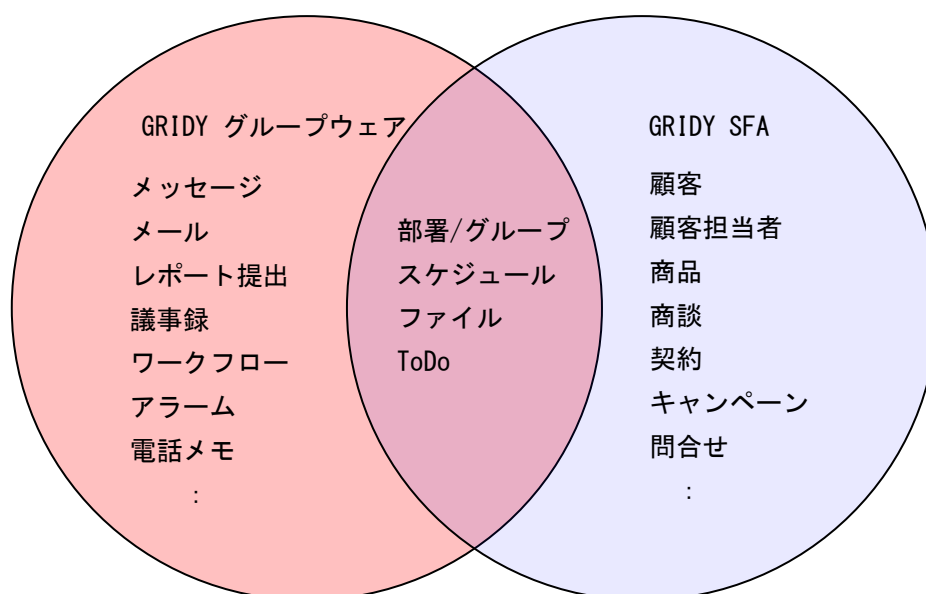 GRIDY グループウェア
メッセージ
メール
レポート提出
議事録
ワークフロー
アラーム
電話メモ
:
部署/グループ
スケジュール
ファイル
ToDo
GRIDY SFA
顧客
顧客担当者
商品
商談
契約
キャンペーン
問合せ
: